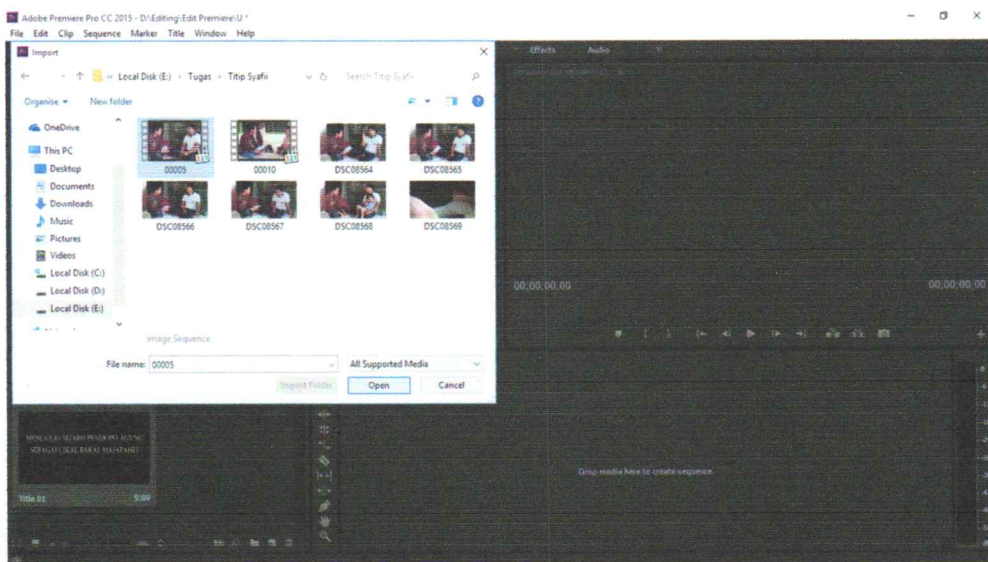 Adobe Premiere Pro CC 2015 - D:\Editing\Edit Premiere\U *
File Edit Clip Sequence Marker Title Window Help
Import
Effects Audio
« Local Disk (E:) › Tugas › Titip Syafii
Search Titip Syafii
Organise New folder
OneDrive
This PC
Desktop
Documents
Downloads
Music
Pictures
Videos
Local Disk (C:)
Local Disk (D:)
Local Disk (E:)
00005 00010 DSC08564 DSC08565
DSC08566 DSC08567 DSC08568 DSC08569
Image Sequence
File name: 00005 All Supported Media
Import Folder Open Cancel
00;00;00;00 00;00;00;00
SEBAGAI CIKAL BAKAL MAJAPAHIT
Title 01 5;00
Drop media here to create sequence.